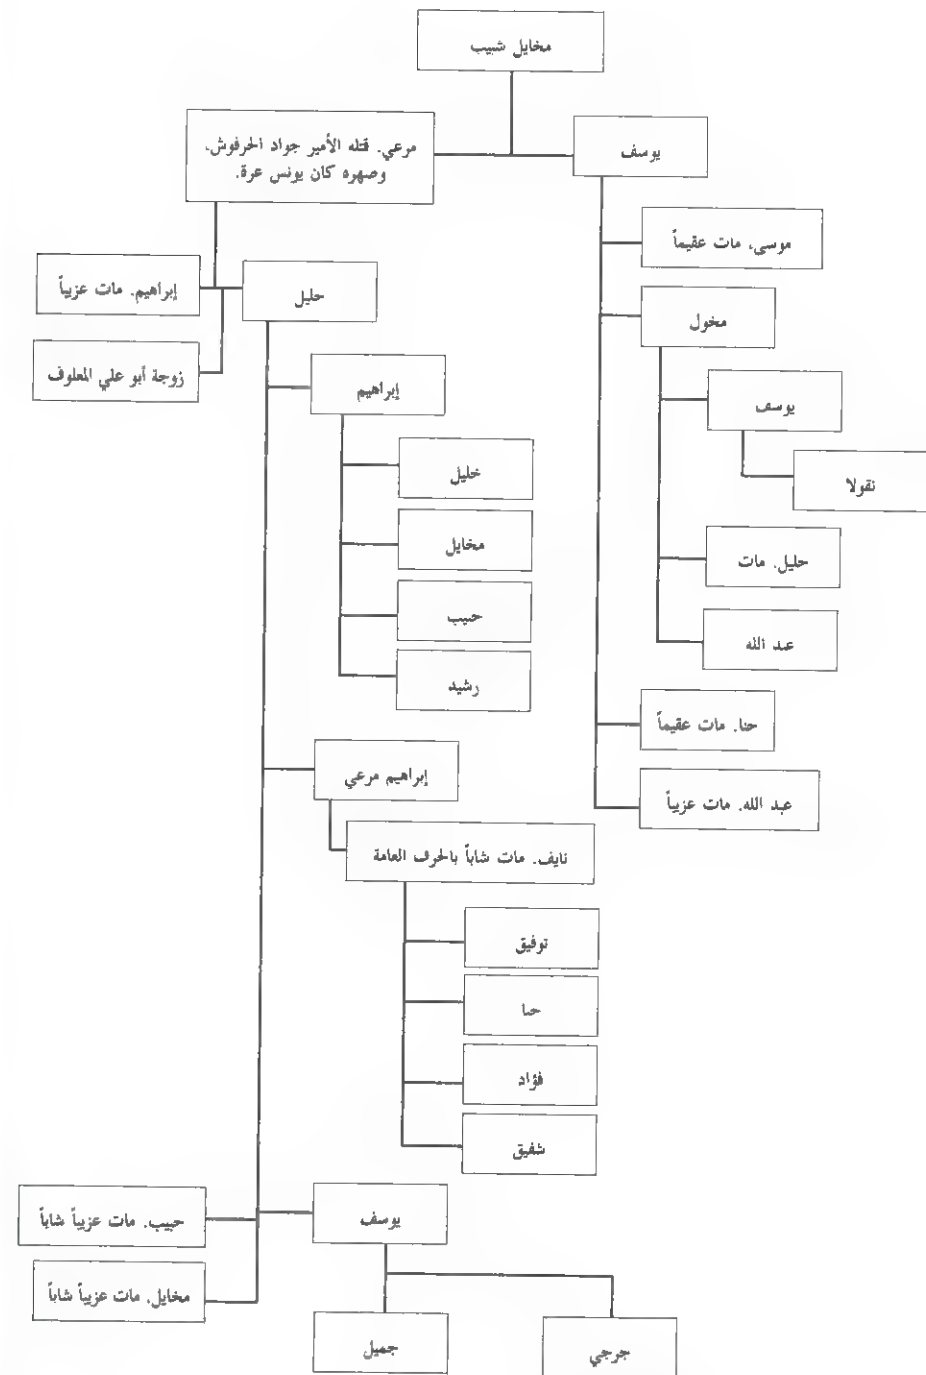 مخايل شبيب
مرعي. قتله الأمير جواد الحرفوش،
وصهره كان يونس عرة.
يوسف
موسى، مات عقيماً
مخول
يوسف
نقولا
خليل. مات
عبد الله
حنا. مات عقيماً
عبد الله. مات عزيباً
إبراهيم. مات عزيباً
خليل
زوجة أبو علي المعلوف
إبراهيم
خليل
مخايل
حبيب
رشيد
إبراهيم مرعي
نايف. مات شاباً بالحرف العامة
توفيق
حنا
فؤاد
شفيق
حبيب. مات عزيباً شاباً
يوسف
مخايل. مات عزيباً شاباً
جميل
جرجي